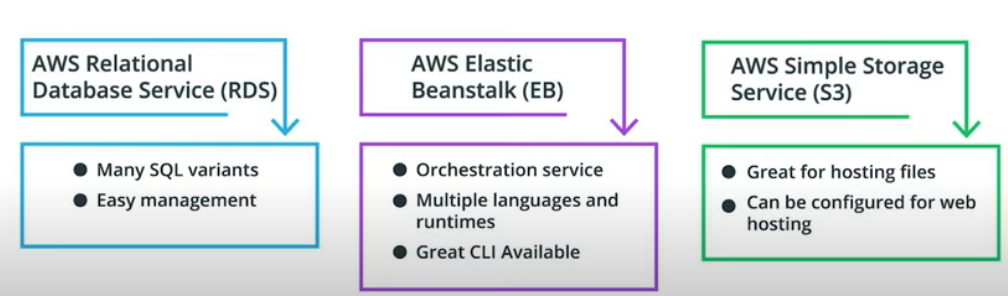 AWS Relational
Database Service (RDS)
Many SQL variants
Easy management
AWS Elastic
Beanstalk (EB)
Orchestration service
Multiple languages and
runtimes
Great CLI Available
AWS Simple Storage
Service (S3)
Great for hosting files
Can be configured for web
hosting